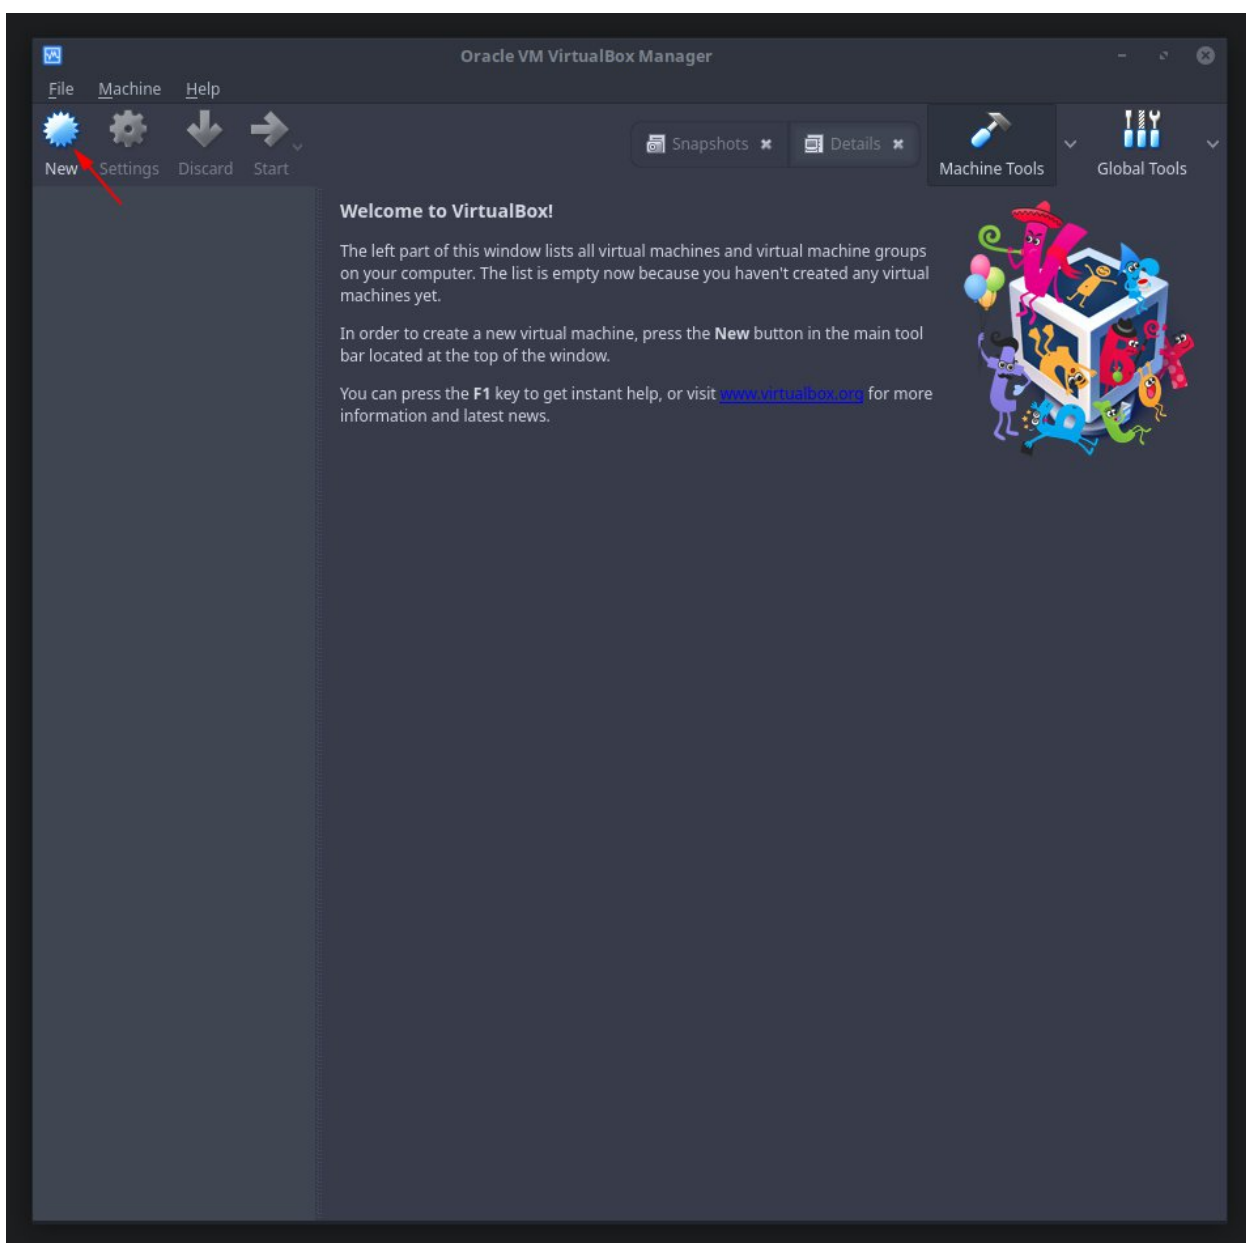 Oracle VM VirtualBox Manager
File Machine Help
New Settings Discard Start
Snapshots Details
Machine Tools Global Tools
Welcome to VirtualBox!
The left part of this window lists all virtual machines and virtual machine groups
on your computer. The list is empty now because you haven't created any virtual
machines yet.
In order to create a new virtual machine, press the New button in the main tool
bar located at the top of the window.
You can press the F1 key to get instant help, or visit www.virtualbox.org for more
information and latest news.